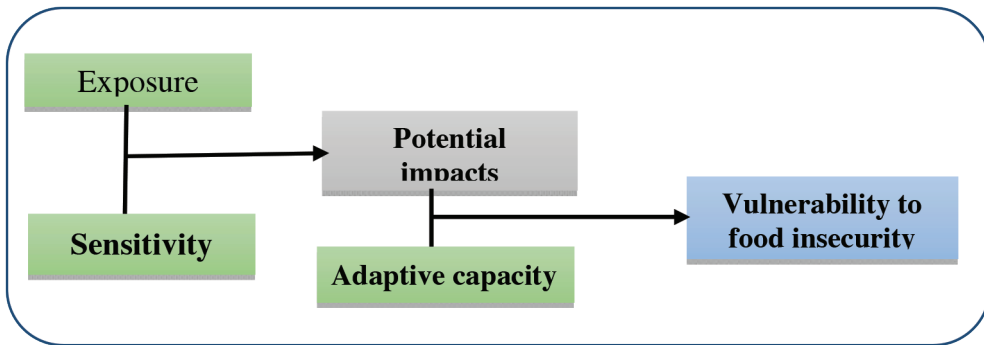 Exposure
Potential
impacts
Sensitivity
Adaptive capacity
Vulnerability to
food insecurity